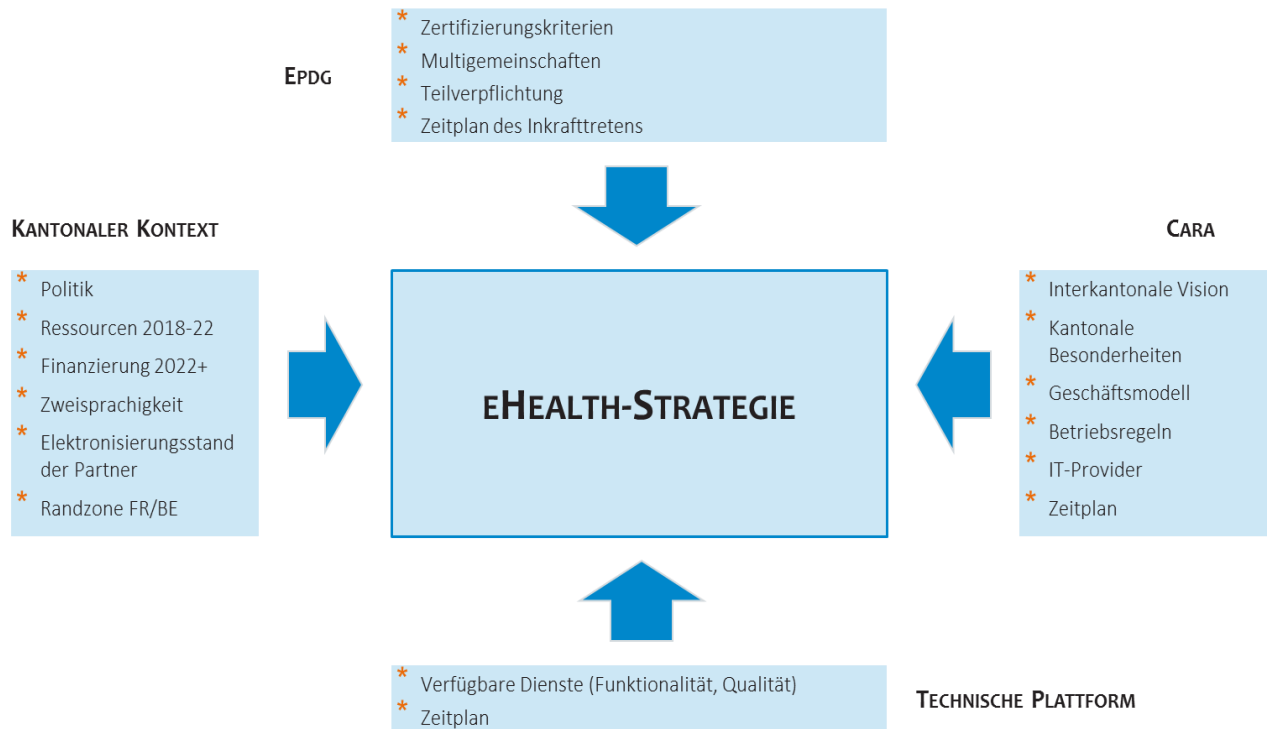 EPDG
* Zertifizierungskriterien
* Multigemeinschaften
* Teilverpflichtung
* Zeitplan des Inkrafttretens
KANTONALER KONTEXT
* Politik
* Ressourcen 2018-22
* Finanzierung 2022+
* Zweisprachigkeit
* Elektronisierungsstand
der Partner
* Randzone FR/BE
EHEALTH-STRATEGIE
CARA
* Interkantonale Vision
* Kantonale
Besonderheiten
* Geschäftsmodell
* Betriebsregeln
* IT-Provider
* Zeitplan
* Verfügbare Dienste (Funktionalität, Qualität)
* Zeitplan
TECHNISCHE PLATTFORM